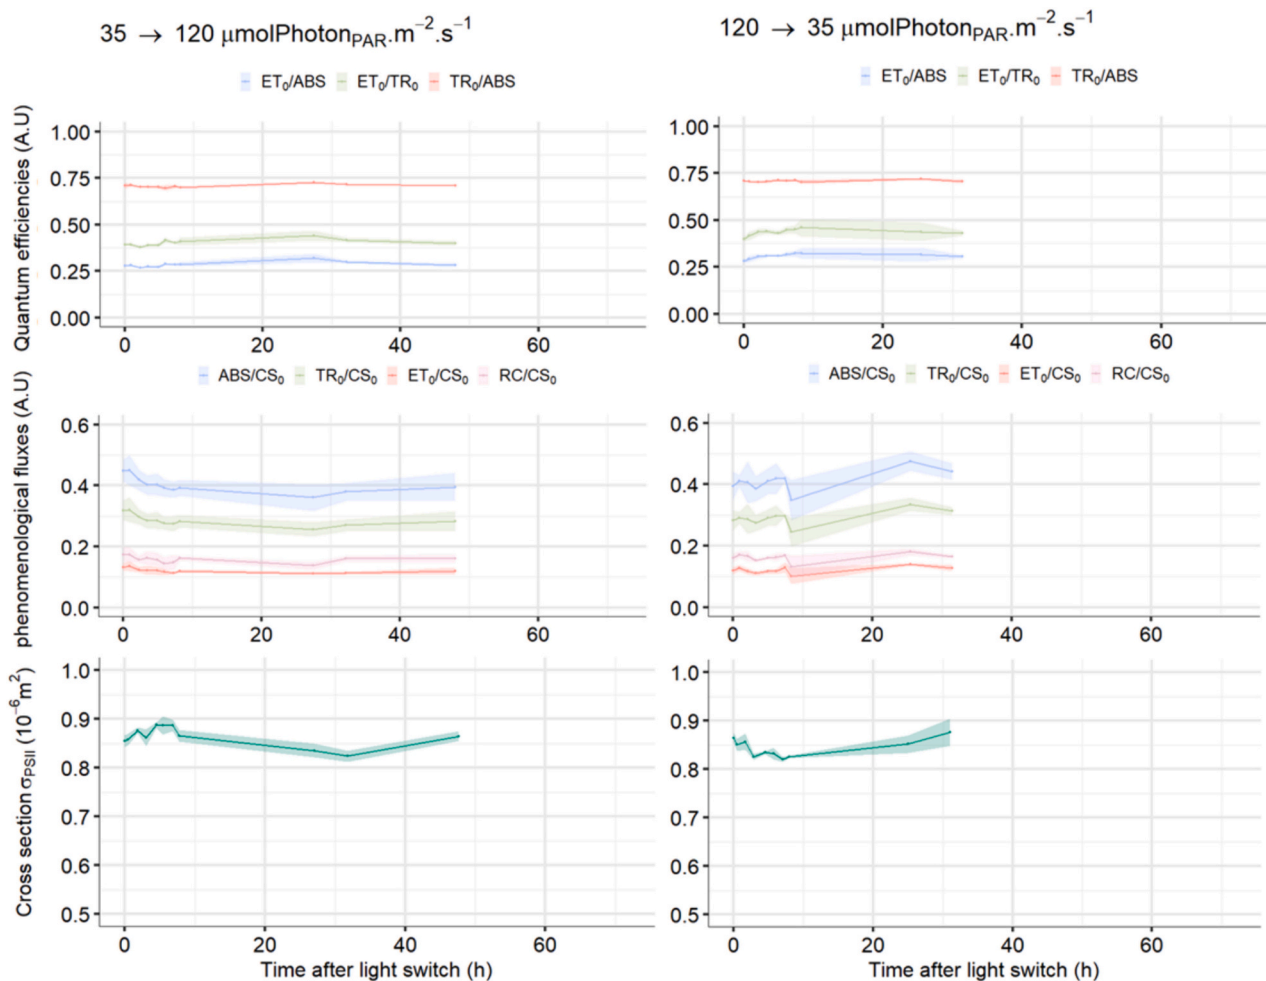 35 → 120 μmolPhoton_PAR.m⁻².s⁻¹
120 → 35 μmolPhoton_PAR.m⁻².s⁻¹
ET₀/ABS ET₀/TR₀ TR₀/ABS
ET₀/ABS ET₀/TR₀ TR₀/ABS
Quantum efficiencies (A.U)
1.00
0.75
0.50
0.25
0.00
0 20 40 60
1.00
0.75
0.50
0.25
0.00
0 20 40 60
ABS/CS₀ TR₀/CS₀ ET₀/CS₀ RC/CS₀
ABS/CS₀ TR₀/CS₀ ET₀/CS₀ RC/CS₀
phenomenological fluxes (A.U)
0.6
0.4
0.2
0.0
0 20 40 60
0.6
0.4
0.2
0.0
0 20 40 60
Cross section σ_PSII (10⁻⁶m²)
1.0
0.9
0.8
0.7
0.6
0.5
0 20 40 60
Time after light switch (h)
1.0
0.9
0.8
0.7
0.6
0.5
0 20 40 60
Time after light switch (h)